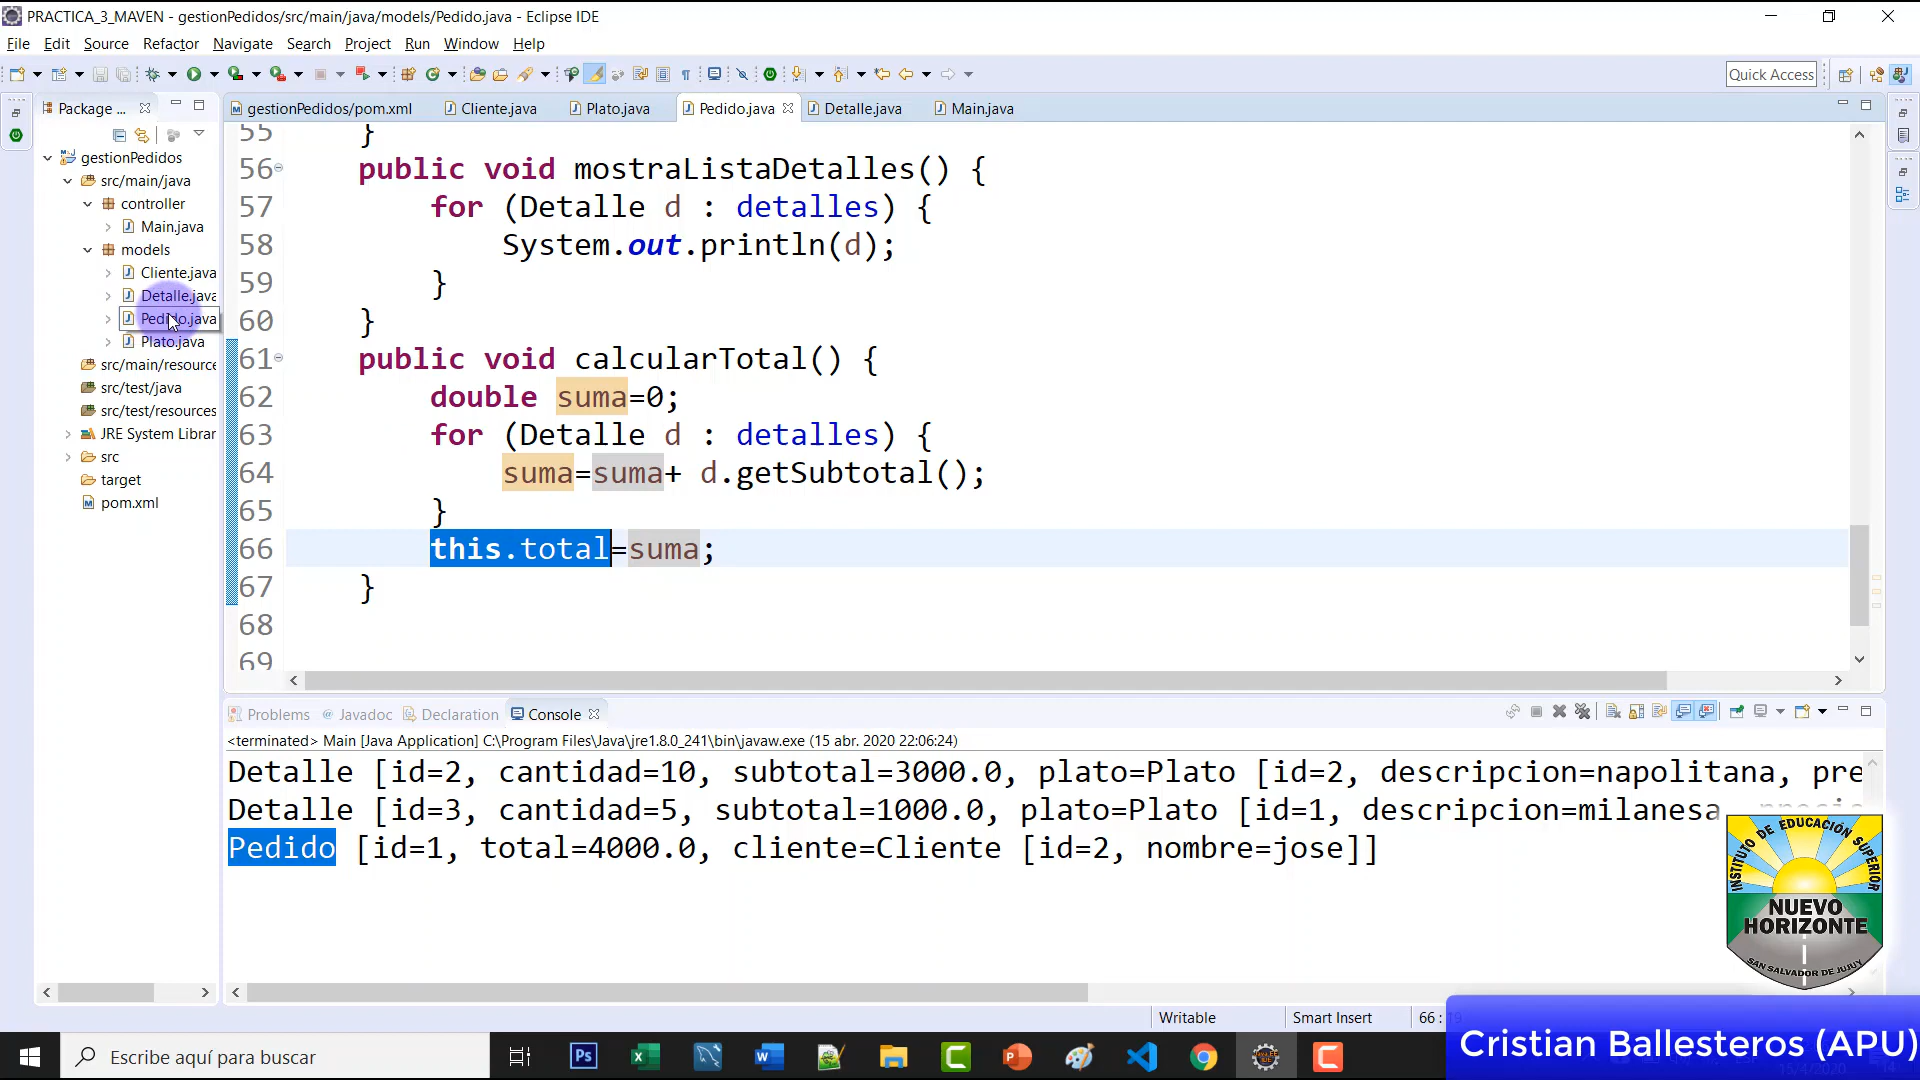 PRACTICA_3_MAVEN - gestionPedidos/src/main/java/models/Pedido.java - Eclipse IDE
File Edit Source Refactor Navigate Search Project Run Window Help
Quick Access
Package ...
gestionPedidos/pom.xml Cliente.java Plato.java Pedido.java Detalle.java Main.java
gestionPedidos
src/main/java
controller
Main.java
models
Cliente.java
Detalle.java
Pedido.java
Plato.java
src/main/resource
src/test/java
src/test/resources
JRE System Librar
src
target
pom.xml
55 }
56 public void mostraListaDetalles() {
57 for (Detalle d : detalles) {
58 System.out.println(d);
59 }
60 }
61 public void calcularTotal() {
62 double suma=0;
63 for (Detalle d : detalles) {
64 suma=suma+ d.getSubtotal();
65 }
66 this.total=suma;
67 }
68
69
Problems @ Javadoc Declaration Console
<terminated> Main [Java Application] C:\Program Files\Java\jre1.8.0_241\bin\javaw.exe (15 abr. 2020 22:06:24)
Detalle [id=2, cantidad=10, subtotal=3000.0, plato=Plato [id=2, descripcion=napolitana, pre
Detalle [id=3, cantidad=5, subtotal=1000.0, plato=Plato [id=1, descripcion=milanesa
Pedido [id=1, total=4000.0, cliente=Cliente [id=2, nombre=jose]]
INSTITUTO DE EDUCACIÓN SUPERIOR
NUEVO
HORIZONTE
SAN SALVADOR DE JUJUY
Writable Smart Insert 66 :
Cristian Ballesteros (APU)
Escribe aquí para buscar